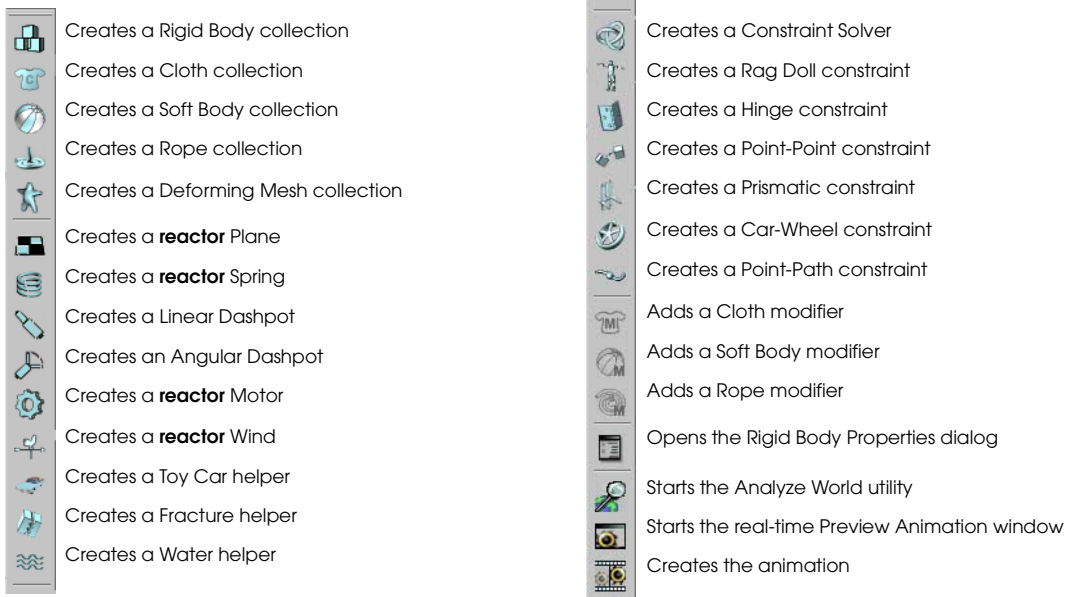 Creates a Rigid Body collection
Creates a Cloth collection
Creates a Soft Body collection
Creates a Rope collection
Creates a Deforming Mesh collection
Creates a reactor Plane
Creates a reactor Spring
Creates a Linear Dashpot
Creates an Angular Dashpot
Creates a reactor Motor
Creates a reactor Wind
Creates a Toy Car helper
Creates a Fracture helper
Creates a Water helper
Creates a Constraint Solver
Creates a Rag Doll constraint
Creates a Hinge constraint
Creates a Point-Point constraint
Creates a Prismatic constraint
Creates a Car-Wheel constraint
Creates a Point-Path constraint
Adds a Cloth modifier
Adds a Soft Body modifier
Adds a Rope modifier
Opens the Rigid Body Properties dialog
Starts the Analyze World utility
Starts the real-time Preview Animation window
Creates the animation